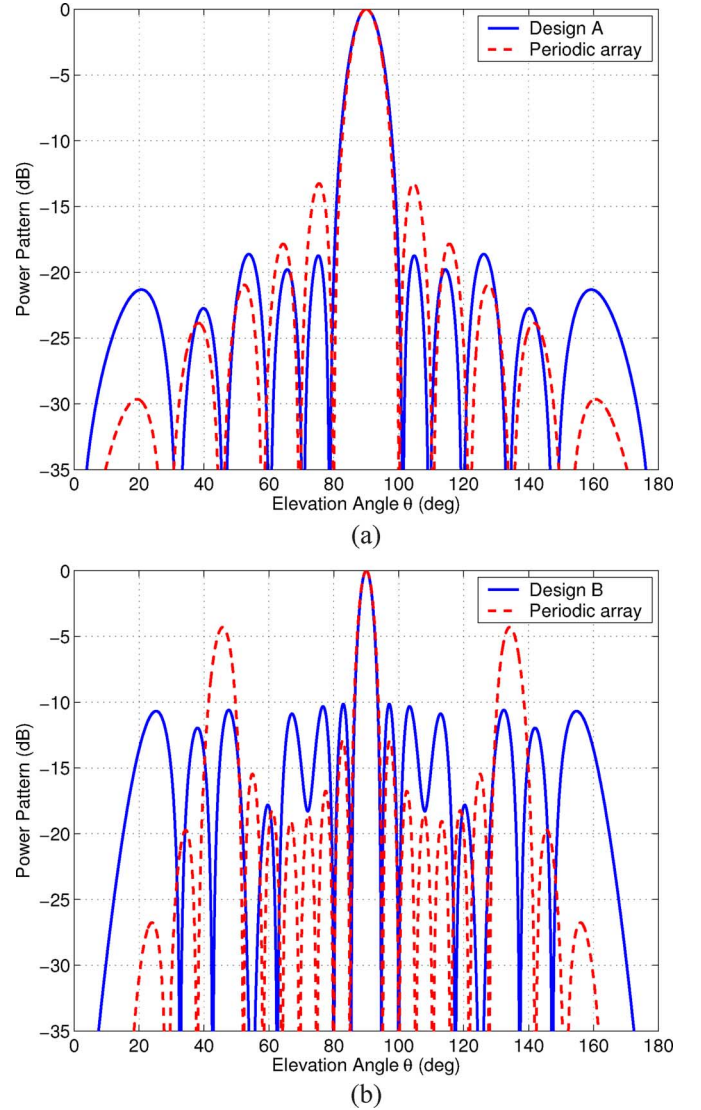 0
−5
−10
−15
−20
−25
−30
−35
Power Pattern (dB)
Design A
Periodic array
0 20 40 60 80 100 120 140 160 180
Elevation Angle θ (deg)
(a)
0
−5
−10
−15
−20
−25
−30
−35
Power Pattern (dB)
Design B
Periodic array
0 20 40 60 80 100 120 140 160 180
Elevation Angle θ (deg)
(b)